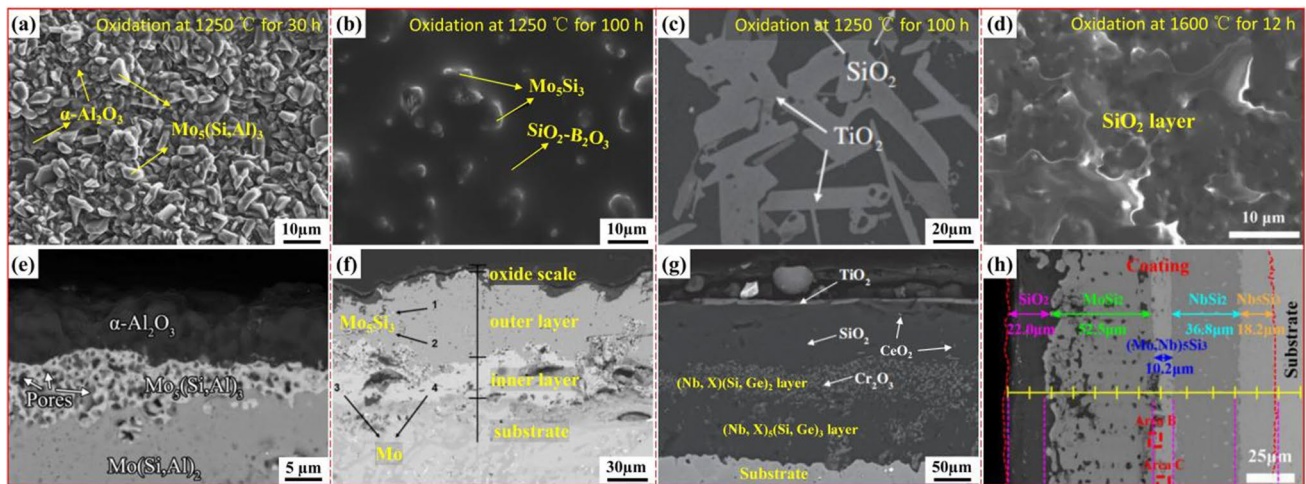 (a) Oxidation at 1250 ℃ for 30 h
α-Al₂O₃
Mo₅(Si,Al)₃
10μm
(b) Oxidation at 1250 ℃ for 100 h
Mo₅Si₃
SiO₂-B₂O₃
10μm
(c) Oxidation at 1250 ℃ for 100 h
SiO₂
TiO₂
20μm
(d) Oxidation at 1600 ℃ for 12 h
SiO₂ layer
10 μm
(e)
α-Al₂O₃
Mo₅(Si,Al)₃
Pores
Mo(Si,Al)₂
5 μm
(f)
oxide scale
1
Mo₅Si₃
outer layer
2
inner layer
3
4
substrate
Mo
30μm
(g)
TiO₂
SiO₂
CeO₂
(Nb, X)(Si, Ge)₂ layer
Cr₂O₃
(Nb, X)₅(Si, Ge)₃ layer
Substrate
50μm
(h)
Coating
SiO₂ MoSi₂ NbSi₂ Nb₅Si₃
22.0μm 52.5μm 36.8μm 18.2μm
(Mo,Nb)₅Si₃
10.2μm
Substrate
Area B
Area C
25μm